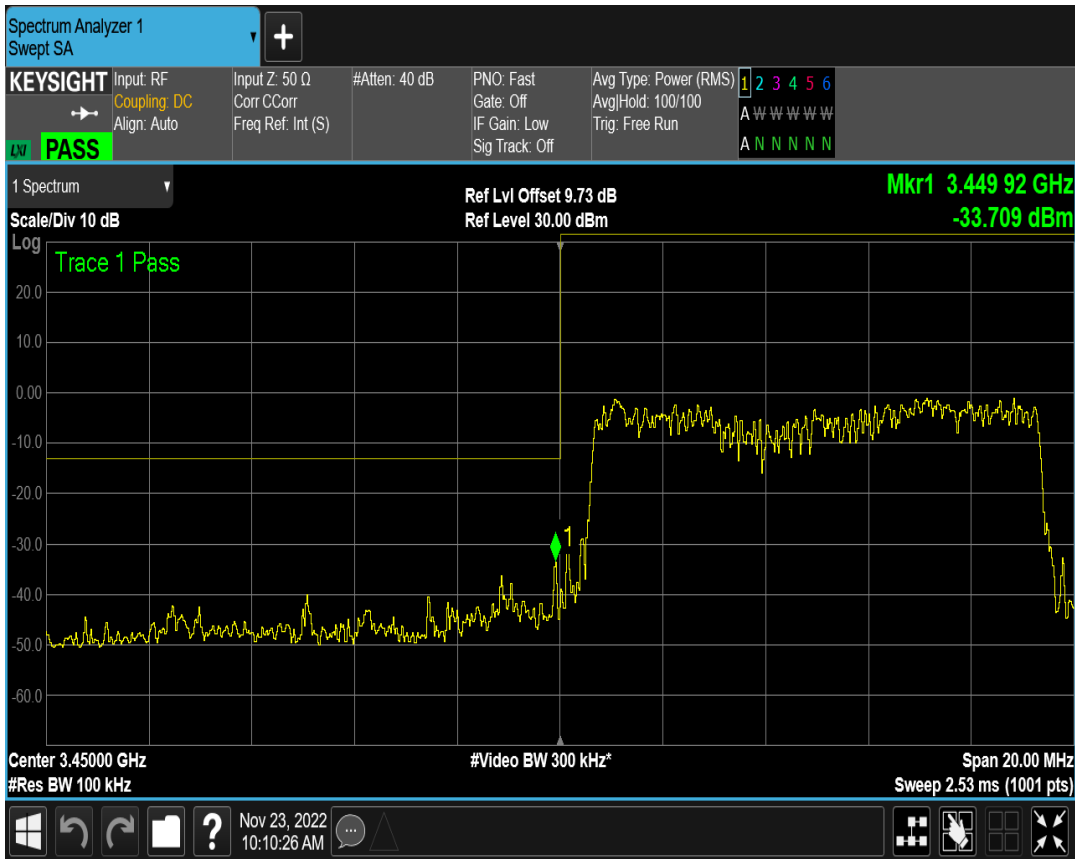 Spectrum Analyzer 1
Swept SA
KEYSIGHT
LXI PASS
Input: RF
Coupling: DC
Align: Auto
Input Z: 50 Ω
Corr CCorr
Freq Ref: Int (S)
#Atten: 40 dB
PNO: Fast
Gate: Off
IF Gain: Low
Sig Track: Off
Avg Type: Power (RMS)
Avg|Hold: 100/100
Trig: Free Run
1 2 3 4 5 6
A W W W W W
A N N N N N
1 Spectrum
Scale/Div 10 dB
Ref Lvl Offset 9.73 dB
Ref Level 30.00 dBm
Mkr1 3.449 92 GHz
-33.709 dBm
Log
Trace 1 Pass
20.0
10.0
0.00
-10.0
-20.0
-30.0
-40.0
-50.0
-60.0
1
Center 3.45000 GHz
#Res BW 100 kHz
#Video BW 300 kHz*
Span 20.00 MHz
Sweep 2.53 ms (1001 pts)
?
Nov 23, 2022
10:10:26 AM